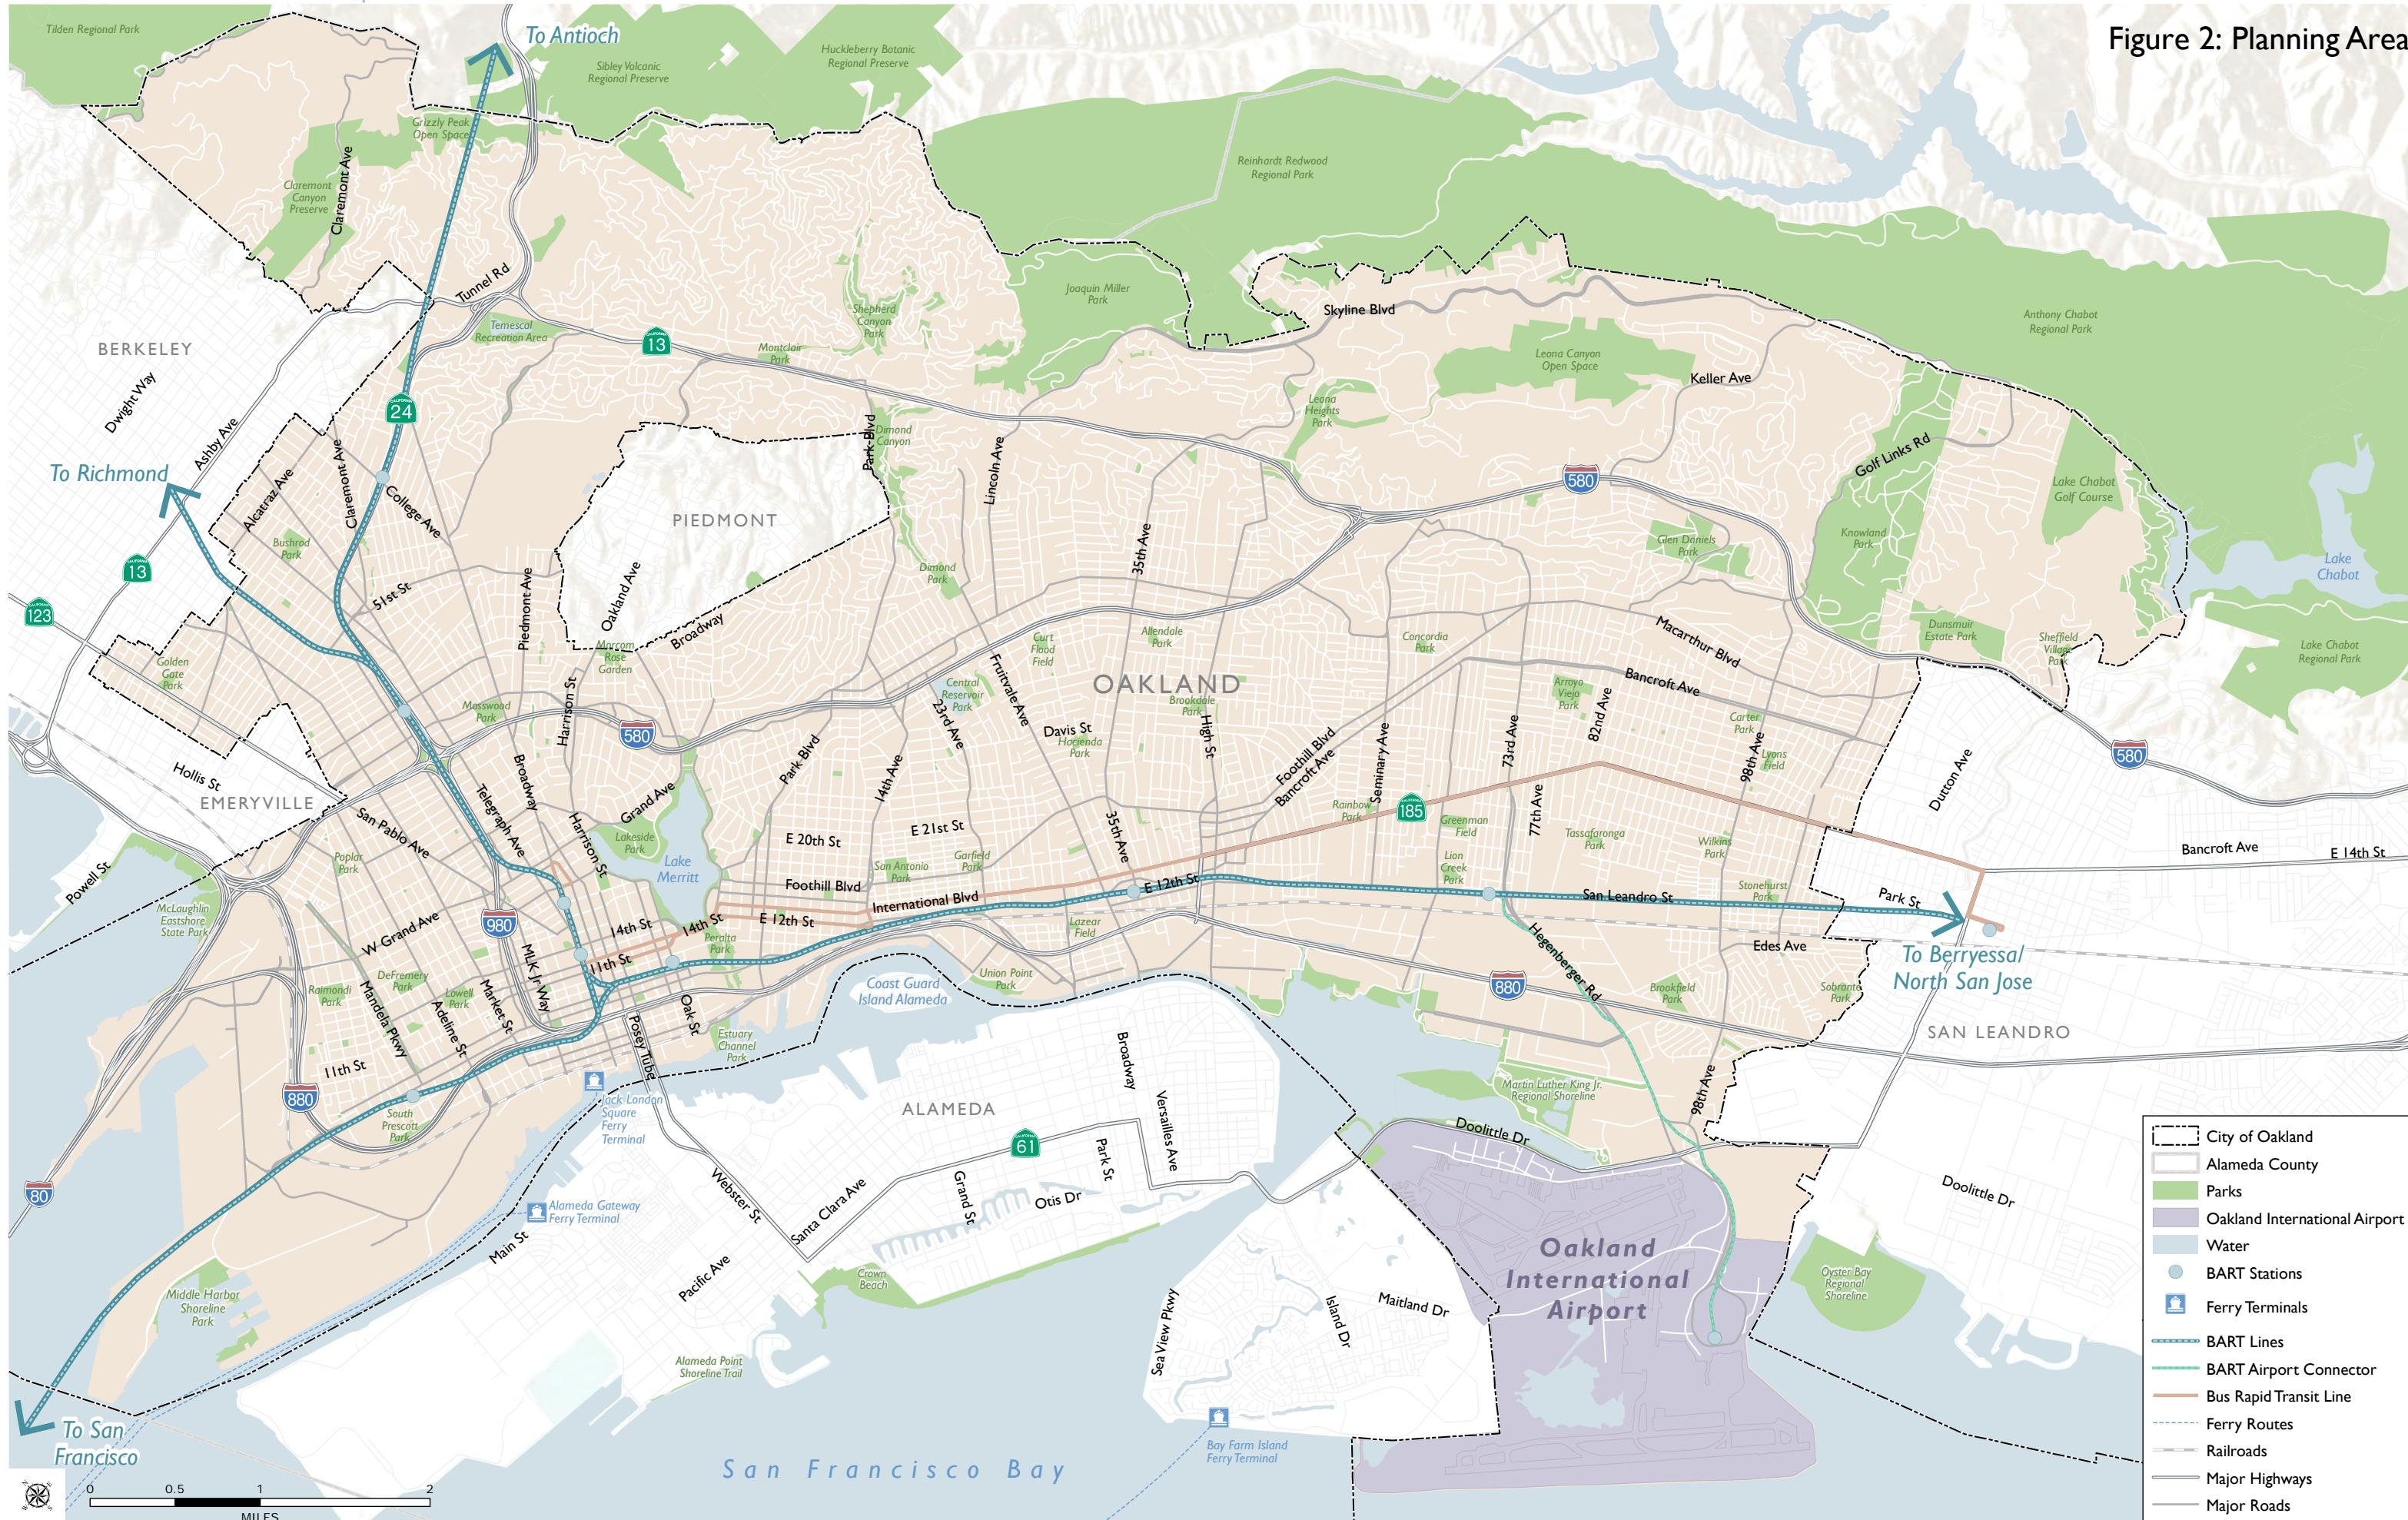 Figure 2: Planning Area
Tilden Regional Park
To Antioch
Sibley Volcanic
Regional Preserve
Huckleberry Botanic
Regional Preserve
Grizzly Peak
Open Space
Claremont
Canyon
Preserve
Claremont Ave
Reinhardt Redwood
Regional Park
Tunnel Rd
Temescal
Recreation Area
CALIFORNIA
13
Montclair
Park
Shepherd
Canyon
Park
Joaquin Miller
Park
Skyline Blvd
Leona Canyon
Open Space
Keller Ave
Anthony Chabot
Regional Park
BERKELEY
Dwight Way
Ashby Ave
CALIFORNIA
24
To Richmond
Alcatraz Ave
Claremont Ave
College Ave
Bushrod
Park
PIEDMONT
Park Blvd
Dimond
Canyon
Lincoln Ave
Leona
Heights
Park
580
Golf Links Rd
Lake Chabot
Golf Course
Knowland
Park
Glen Daniels
Park
Lake
Chabot
CALIFORNIA
13
CALIFORNIA
123
51st St
Piedmont Ave
Oakland Ave
Dimond
Park
35th Ave
Morcom
Rose
Garden
Broadway
Golden
Gate
Park
Curt
Flood
Field
Allendale
Park
Concordia
Park
Macarthur Blvd
Dunsmuir
Estate Park
Sheffield
Village
Park
Lake Chabot
Regional Park
Mosswood
Park
Harrison St
580
Central
Reservoir
Park
Fruitvale Ave
23rd Ave
OAKLAND
Brookdale
Park
Davis St
Hacienda
Park
High St
Foothill Blvd
Bancroft Ave
Seminary Ave
73rd Ave
Arroyo
Viejo
Park
82nd Ave
Bancroft Ave
Carter
Park
98th Ave
Lyons
Field
Dutton Ave
580
Hollis St
EMERYVILLE
San Pablo Ave
Telegraph Ave
Broadway
Harrison St
Grand Ave
Park Blvd
14th Ave
Lakeside
Park
Lake
Merritt
E 20th St
E 21st St
35th Ave
Rainbow
Park
CALIFORNIA
185
Greenman
Field
77th Ave
Tassafaronga
Park
Wilkins
Park
Bancroft Ave
E 14th St
Powell St
Poplar
Park
McLaughlin
Eastshore
State Park
San Antonio
Park
Garfield
Park
Foothill Blvd
International Blvd
E 12th St
E 12th St
Lion
Creek
Park
San Leandro St
Stonehurst
Park
Park St
W Grand Ave
980
MLK Jr Way
14th St
14th St
11th St
Peralta
Park
Lazear
Field
Edes Ave
To Berryessal
North San Jose
Hegenberger Rd
DeFremery
Park
Raimondi
Park
Mandela Pkwy
Lowell
Park
Adeline St
Market St
Coast Guard
Island Alameda
Union Point
Park
880
Brookfield
Park
Sobrante
Park
SAN LEANDRO
Oak St
Posey Tube
Estuary
Channel
Park
11th St
880
South
Prescott
Park
Jack London
Square
Ferry
Terminal
ALAMEDA
Broadway
Versailles Ave
CALIFORNIA
61
Martin Luther King Jr.
Regional Shoreline
98th Ave
Doolittle Dr
Park St
80
Webster St
Santa Clara Ave
Grand St
Otis Dr
Alameda Gateway
Ferry Terminal
Main St
Pacific Ave
Crown
Beach
Doolittle Dr
Oakland
International
Airport
Oyster Bay
Regional
Shoreline
Middle Harbor
Shoreline
Park
Sea View Pkwy
Island Dr
Maitland Dr
Alameda Point
Shoreline Trail
To San
Francisco
Bay Farm Island
Ferry Terminal
San Francisco Bay
0 0.5 1 2
MILES
City of Oakland
Alameda County
Parks
Oakland International Airport
Water
BART Stations
Ferry Terminals
BART Lines
BART Airport Connector
Bus Rapid Transit Line
Ferry Routes
Railroads
Major Highways
Major Roads